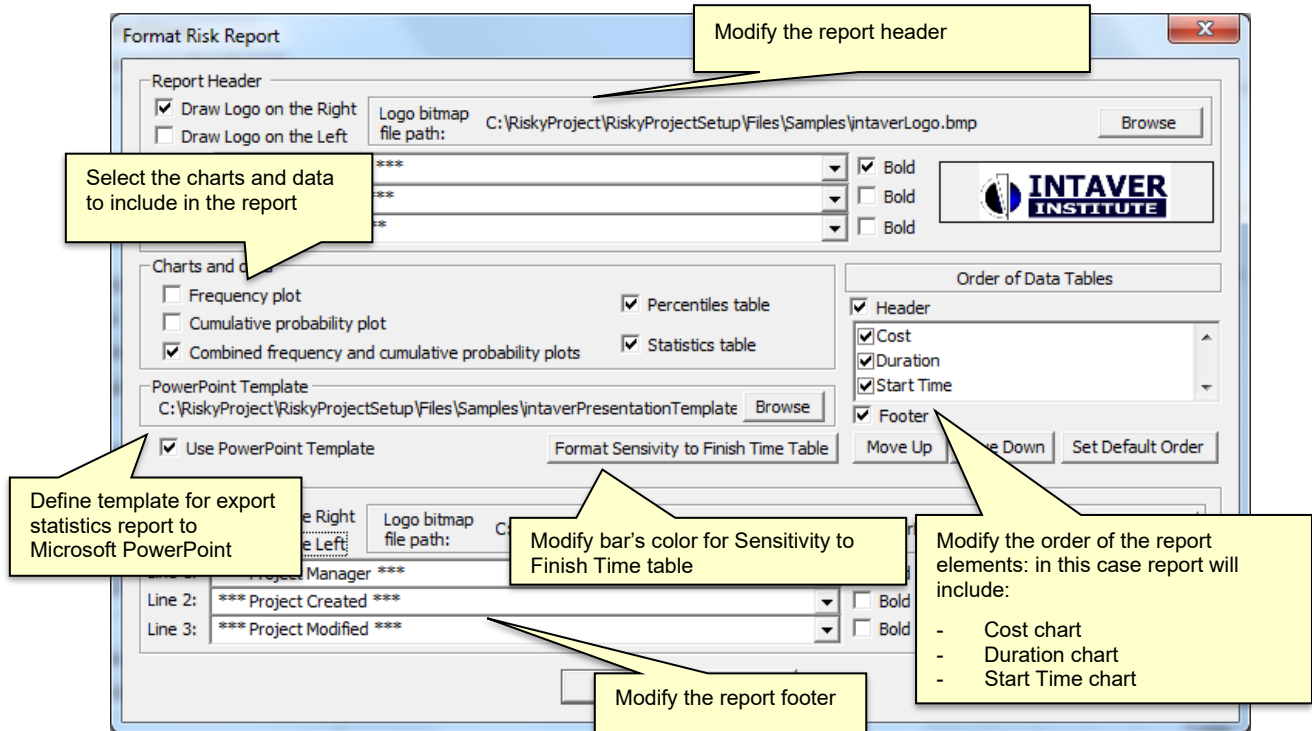 Modify the report header
Format Risk Report
Report Header
Draw Logo on the Right
Logo bitmap
file path:
C:\RiskyProject\RiskyProjectSetup\Files\Samples\intaverLogo.bmp
Browse
Draw Logo on the Left
Select the charts and data
to include in the report
***
Bold
***
Bold
**
Bold
INTAVER
INSTITUTE
Charts and
Frequency plot
Cumulative probability plot
Combined frequency and cumulative probability plots
Percentiles table
Statistics table
Order of Data Tables
Header
Cost
Duration
Start Time
Footer
Move Up
Down
Set Default Order
PowerPoint Template
C:\RiskyProject\RiskyProjectSetup\Files\Samples\intaverPresentationTemplate
Browse
Use PowerPoint Template
Format Sensivity to Finish Time Table
Define template for export
statistics report to
Microsoft PowerPoint
Right
Left
Logo bitmap
file path:
Modify bar's color for Sensitivity to
Finish Time table
Modify the order of the report
elements: in this case report will
include:
- Cost chart
- Duration chart
- Start Time chart
Manager ***
Line 2:
*** Project Created ***
Bold
Line 3:
*** Project Modified ***
Bold
Modify the report footer